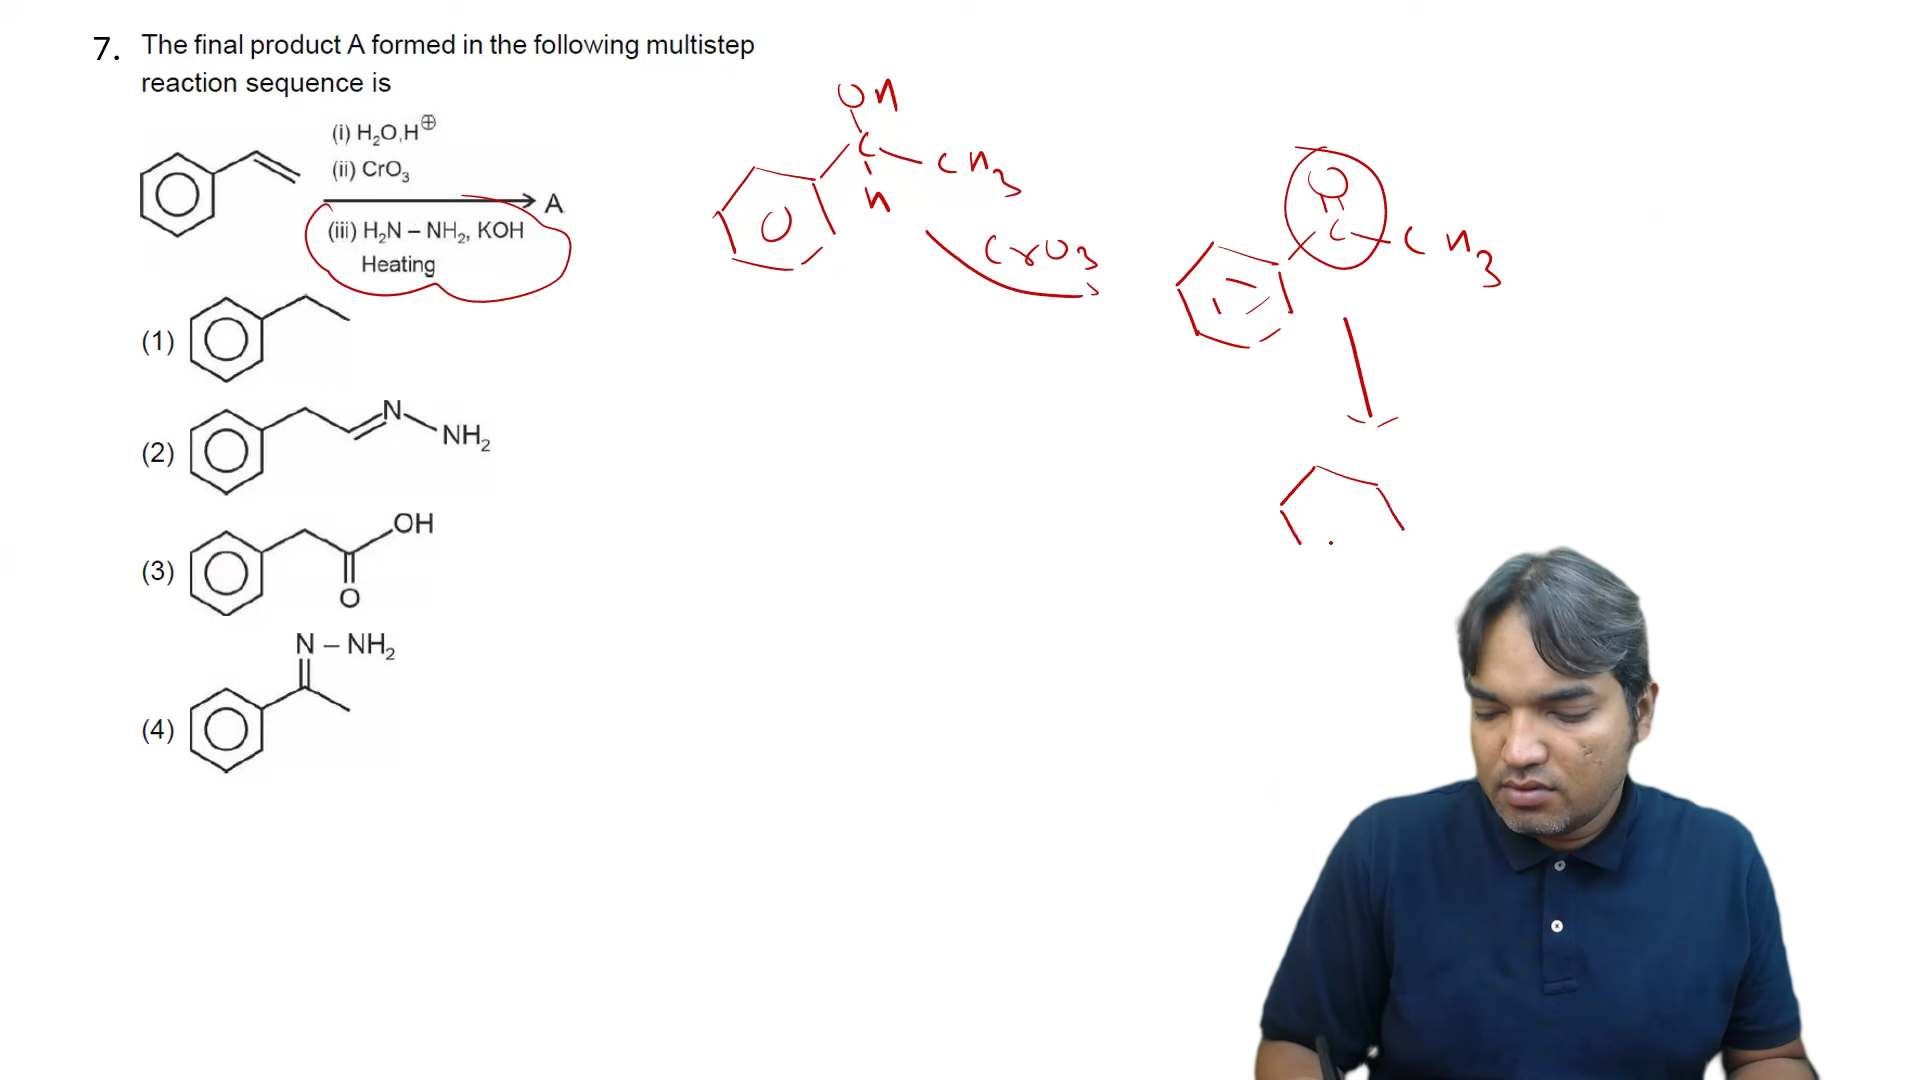 7. The final product A formed in the following multistep
reaction sequence is
(i) H₂O,H⊕
(ii) CrO₃
A
(iii) H₂N – NH₂, KOH
Heating
(1)
(2)
N
NH₂
(3)
OH
O
(4)
N – NH₂
OH
C
CH₃
H
CrO₃
O
C
CH₃